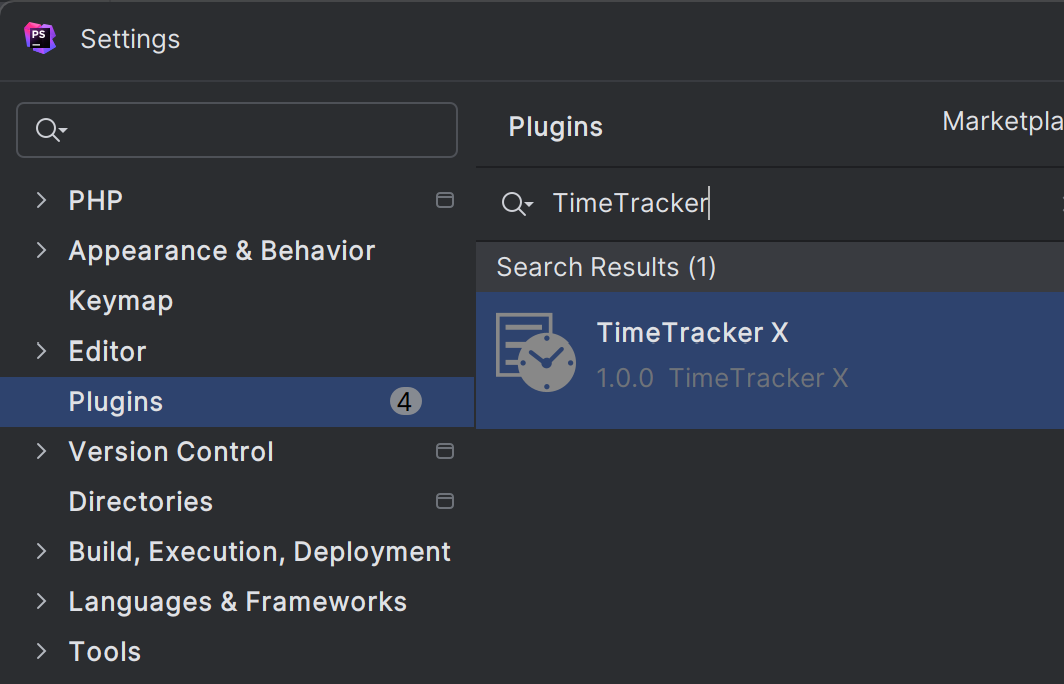 PS
Settings
Plugins
Marketpla
TimeTracker
Search Results (1)
TimeTracker X
1.0.0 TimeTracker X
PHP
Appearance & Behavior
Keymap
Editor
Plugins 4
Version Control
Directories
Build, Execution, Deployment
Languages & Frameworks
Tools